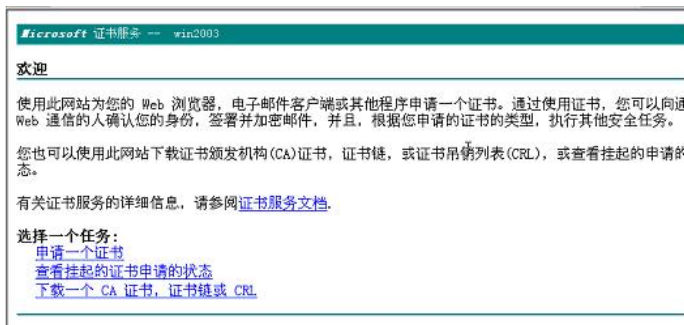 Microsoft 证书服务 -- win2003
欢迎
使用此网站为您的 Web 浏览器，电子邮件客户端或其他程序申请一个证书。通过使用证书，您可以向通
Web 通信的人确认您的身份，签署并加密邮件，并且，根据您申请的证书的类型，执行其他安全任务。
您也可以使用此网站下载证书颁发机构(CA)证书，证书链，或证书吊销列表(CRL)，或查看挂起的申请的
态。
有关证书服务的详细信息，请参阅证书服务文档.
选择一个任务:
申请一个证书
查看挂起的证书申请的状态
下载一个 CA 证书，证书链或 CRL